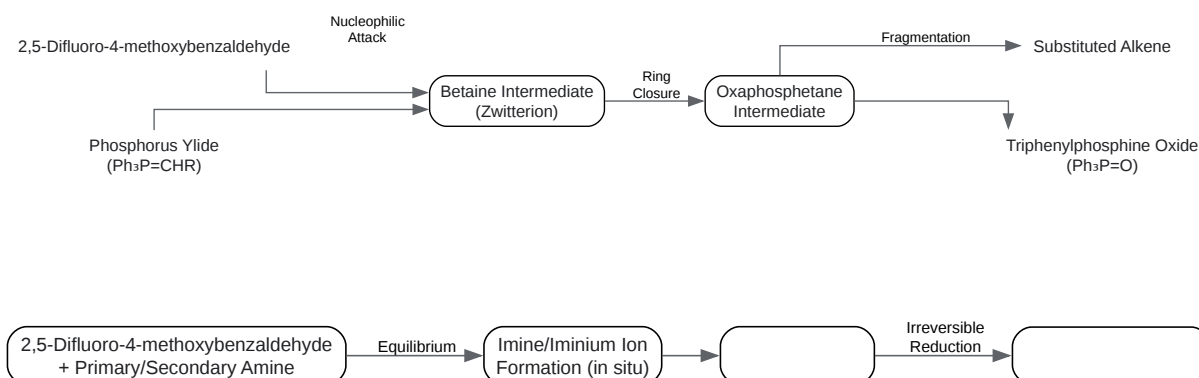 Nucleophilic
Attack
2,5-Difluoro-4-methoxybenzaldehyde
Fragmentation
Substituted Alkene
Betaine Intermediate
(Zwitterion)
Ring
Closure
Oxaphosphetane
Intermediate
Phosphorus Ylide
(Ph₃P=CHR)
Triphenylphosphine Oxide
(Ph₃P=O)
2,5-Difluoro-4-methoxybenzaldehyde
+ Primary/Secondary Amine
Equilibrium
Imine/Iminium Ion
Formation (in situ)
Irreversible
Reduction